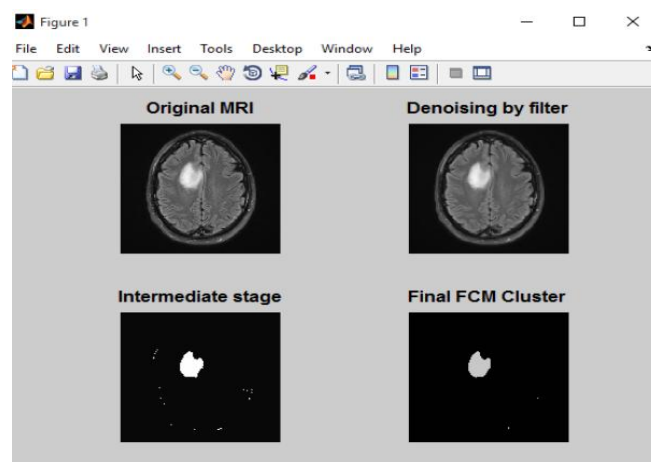 Figure 1
File Edit View Insert Tools Desktop Window Help
Original MRI Denoising by filter
Intermediate stage Final FCM Cluster